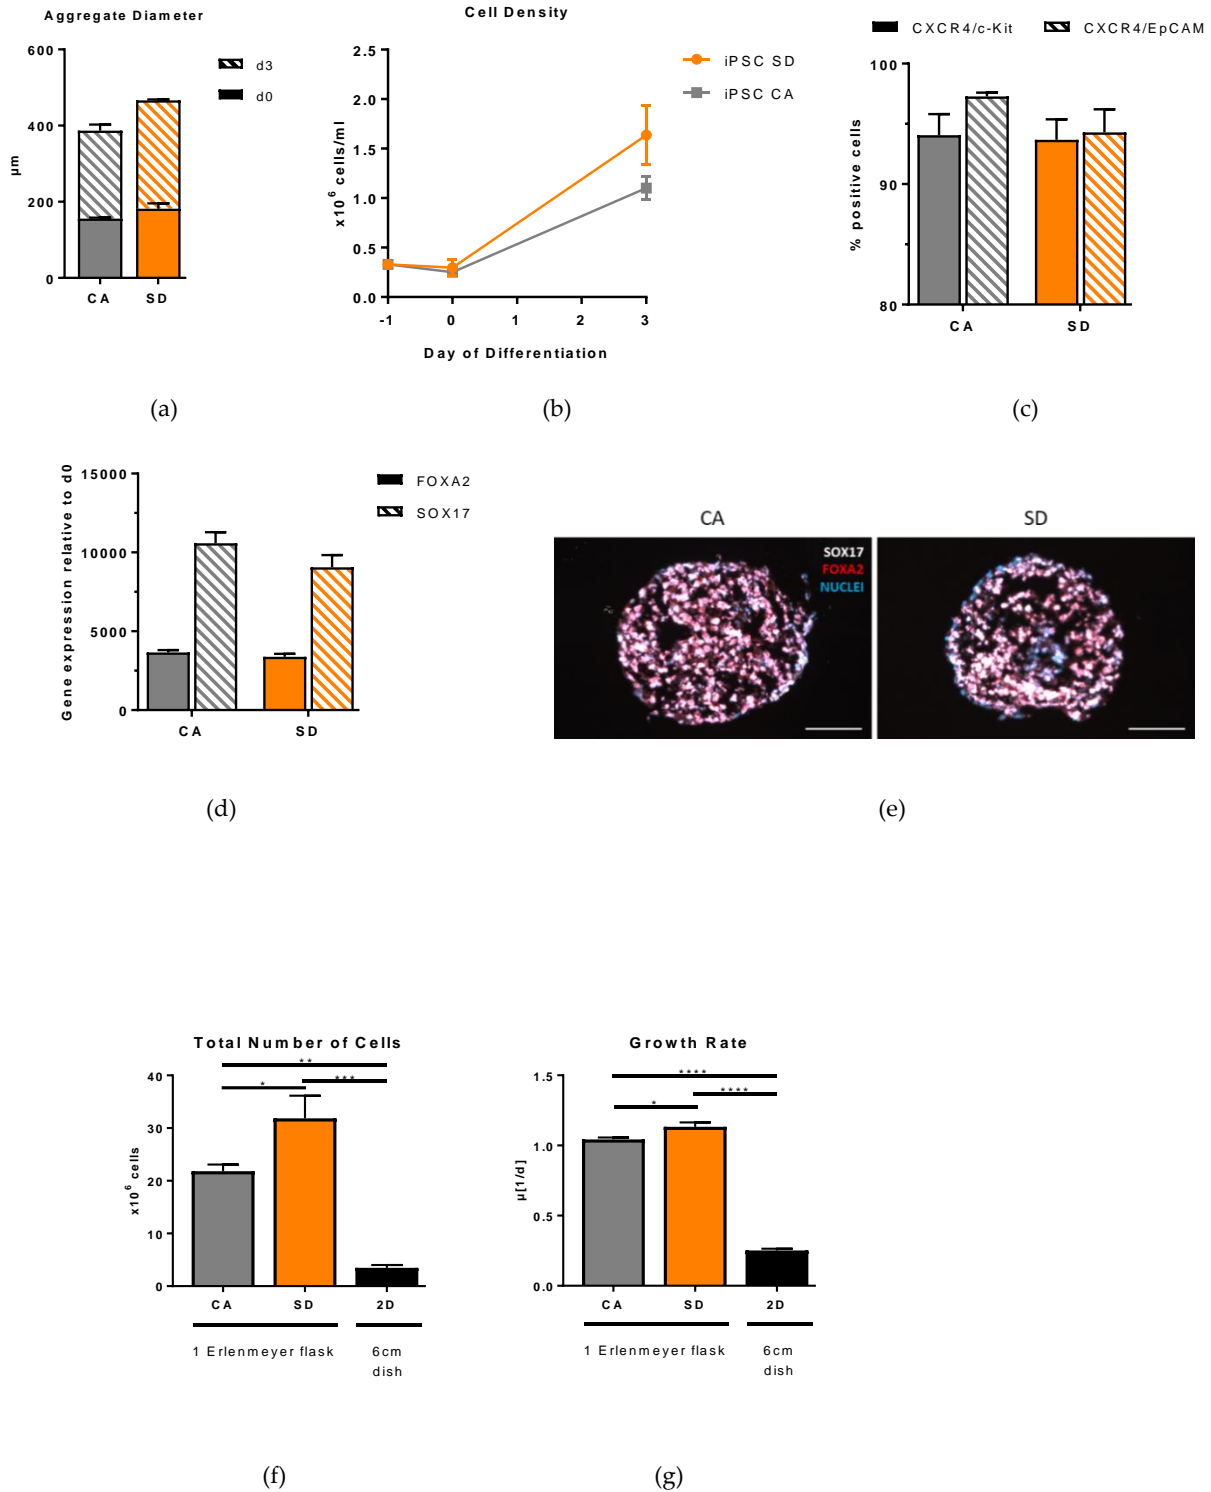 Aggregate Diameter
600
400
200
0
µm
CA SD
d3
d0
(a)
Cell Density
2.5
2.0
1.5
1.0
0.5
0.0
x10⁶ cells/ml
-1 0 1 2 3
Day of Differentiation
iPSC SD
iPSC CA
(b)
CXCR4/c-Kit CXCR4/EpCAM
100
90
80
% positive cells
CA SD
(c)
Gene expression relative to d0
15000
10000
5000
0
CA SD
FOXA2
SOX17
(d)
CA SD
SOX17
FOXA2
NUCLEI
(e)
Total Number of Cells
**
* ***
40
30
20
10
0
x10⁶ cells
CA SD 2D
1 Erlenmeyer flask 6cm
dish
(f)
Growth Rate
****
* ****
1.5
1.0
0.5
0.0
µ[1/d]
CA SD 2D
1 Erlenmeyer flask 6cm
dish
(g)